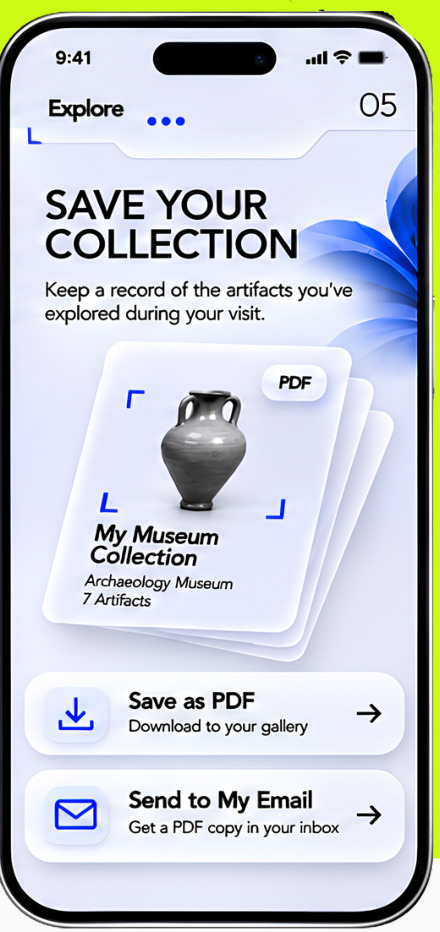 9:41
Explore
05
SAVE YOUR
COLLECTION
Keep a record of the artifacts you've
explored during your visit.
PDF
My Museum
Collection
Archaeology Museum
7 Artifacts
Save as PDF
Download to your gallery
Send to My Email
Get a PDF copy in your inbox